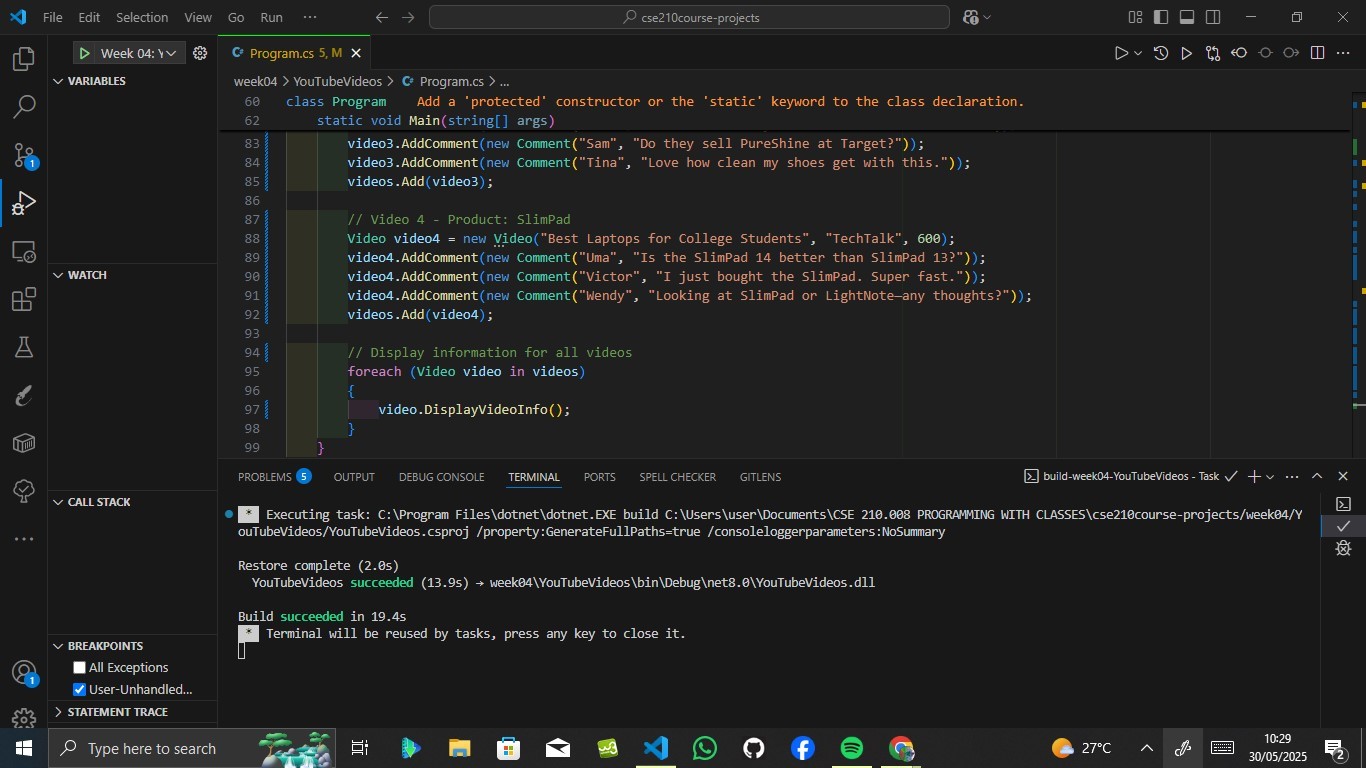 File Edit Selection View Go Run ··· cse210course-projects
Week 04: Y
Program.cs 5, M
VARIABLES
WATCH
CALL STACK
BREAKPOINTS
All Exceptions
User-Unhandled...
STATEMENT TRACE
1
1
week04 > YouTubeVideos > Program.cs > ...
60 class Program Add a 'protected' constructor or the 'static' keyword to the class declaration.
62 static void Main(string[] args)
83 video3.AddComment(new Comment("Sam", "Do they sell PureShine at Target?"));
84 video3.AddComment(new Comment("Tina", "Love how clean my shoes get with this."));
85 videos.Add(video3);
86
87 // Video 4 - Product: SlimPad
88 Video video4 = new Video("Best Laptops for College Students", "TechTalk", 600);
89 video4.AddComment(new Comment("Uma", "Is the SlimPad 14 better than SlimPad 13?"));
90 video4.AddComment(new Comment("Victor", "I just bought the SlimPad. Super fast."));
91 video4.AddComment(new Comment("Wendy", "Looking at SlimPad or LightNote—any thoughts?"));
92 videos.Add(video4);
93
94 // Display information for all videos
95 foreach (Video video in videos)
96 {
97 video.DisplayVideoInfo();
98 }
99 }
PROBLEMS 5 OUTPUT DEBUG CONSOLE TERMINAL PORTS SPELL CHECKER GITLENS build-week04-YouTubeVideos - Task
* Executing task: C:\Program Files\dotnet\dotnet.EXE build C:\Users\user\Documents\CSE 210.008 PROGRAMMING WITH CLASSES\cse210course-projects/week04/Y
ouTubeVideos/YouTubeVideos.csproj /property:GenerateFullPaths=true /consoleloggerparameters:NoSummary
Restore complete (2.0s)
YouTubeVideos succeeded (13.9s) → week04\YouTubeVideos\bin\Debug\net8.0\YouTubeVideos.dll
Build succeeded in 19.4s
* Terminal will be reused by tasks, press any key to close it.
Type here to search
27°C
10:29
30/05/2025
2